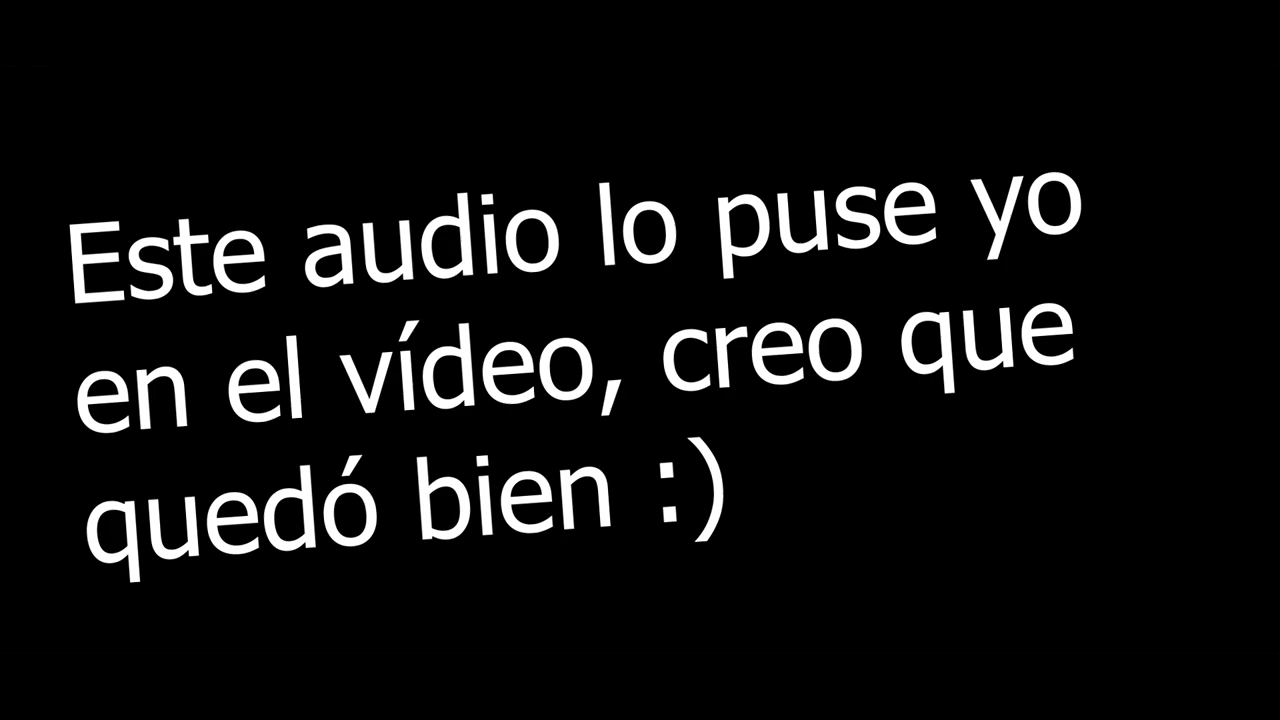 Este audio lo puse yo
en el vídeo, creo que
quedó bien :)